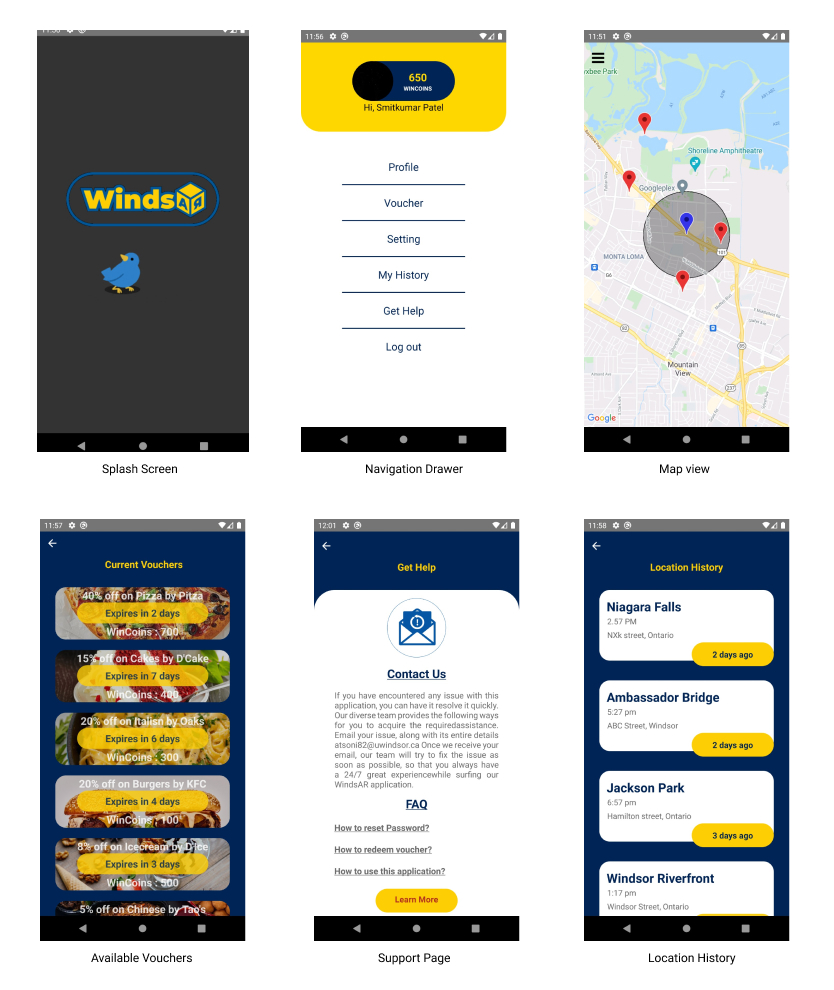 WindsAR
Splash Screen
11:56
650
WINCOINS
Hi, Smitkumar Patel
Profile
Voucher
Setting
My History
Get Help
Log out
Navigation Drawer
11:51
Shoreline Amphitheatre
Googleplex
MONTA LOMA
G6
101
82
85
237
Mountain
View
Google
Map view
11:57
Current Vouchers
40% off on Pizza by Pitza
Expires in 2 days
WinCoins : 700
15% off on Cakes by D'Cake
Expires in 7 days
WinCoins : 400
20% off on Italisn by Oaks
Expires in 6 days
WinCoins : 300
20% off on Burgers by KFC
Expires in 4 days
WinCoins : 100
8% off on Icecream by D'ice
Expires in 3 days
WinCoins : 500
5% off on Chinese by Tao's
Available Vouchers
12:01
Get Help
Contact Us
If you have encountered any issue with this
application, you can have it resolve it quickly.
Our diverse team provides the following ways
for you to acquire the requiredassistance.
Email your issue, along with its entire details
atsoni82@uwindsor.ca Once we receive your
email, our team will try to fix the issue as
soon as possible, so that you always have
a 24/7 great experiencewhile surfing our
WindsAR application.
FAQ
How to reset Password?
How to redeem voucher?
How to use this application?
Learn More
Support Page
11:58
Location History
Niagara Falls
2.57 PM
NXk street, Ontario
2 days ago
Ambassador Bridge
5:27 pm
ABC Street, Windsor
2 days ago
Jackson Park
6:57 pm
Hamilton street, Ontario
3 days ago
Windsor Riverfront
1:17 pm
Windsor Street, Ontario
Location History